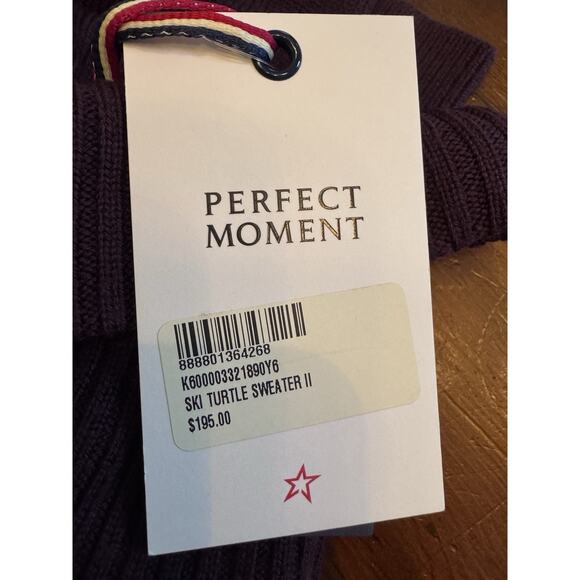 PERFECT
MOMENT
888801364268
K600003321890Y6
SKI TURTLE SWEATER II
$195.00